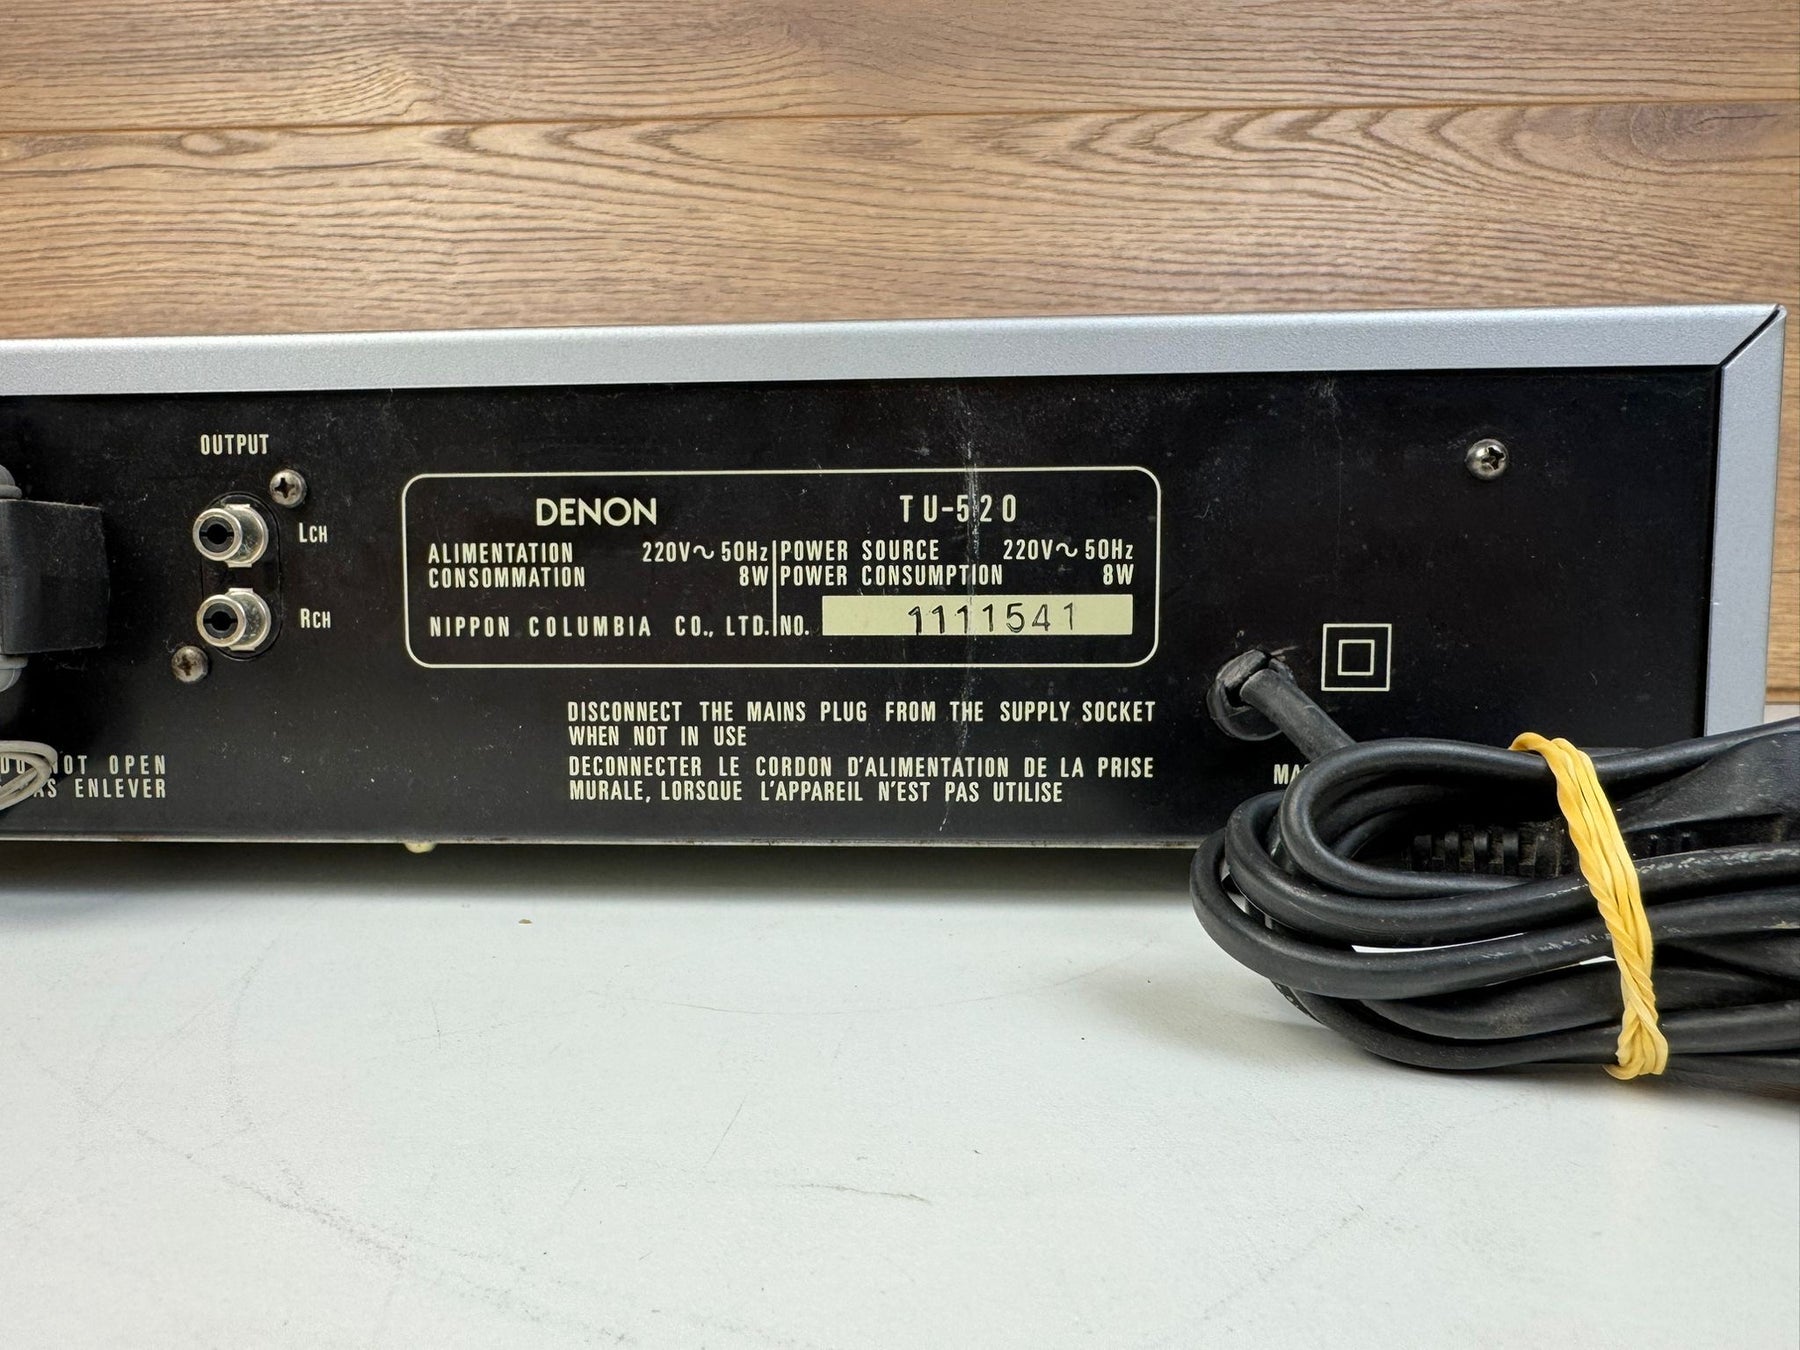 OUTPUT
LCH
RCH
DENON TU-520
ALIMENTATION 220V~50Hz POWER SOURCE 220V~50Hz
CONSOMMATION 8W POWER CONSUMPTION 8W
NIPPON COLUMBIA CO., LTD. NO. 1111541
DISCONNECT THE MAINS PLUG FROM THE SUPPLY SOCKET
WHEN NOT IN USE
DECONNECTER LE CORDON D'ALIMENTATION DE LA PRISE
MURALE, LORSQUE L'APPAREIL N'EST PAS UTILISE
OPEN
ENLEVER